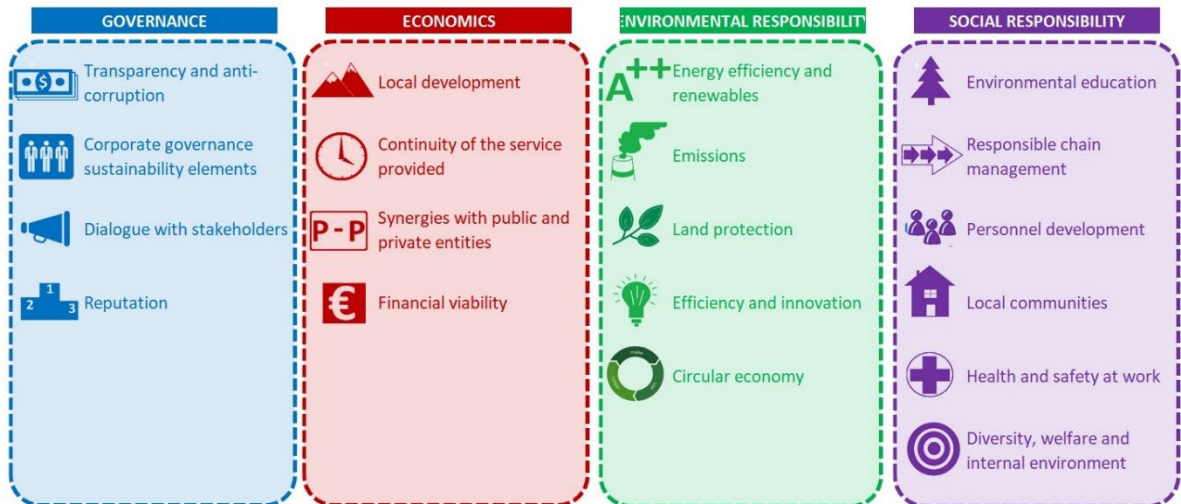 GOVERNANCE
Transparency and anti-
corruption
Corporate governance
sustainability elements
Dialogue with stakeholders
1
2
3
Reputation
ECONOMICS
Local development
Continuity of the service
provided
P - P
Synergies with public and
private entities
€
Financial viability
ENVIRONMENTAL RESPONSIBILITY
A++
Energy efficiency and
renewables
Emissions
Land protection
Efficiency and innovation
Circular economy
SOCIAL RESPONSIBILITY
Environmental education
Responsible chain
management
Personnel development
Local communities
Health and safety at work
Diversity, welfare and
internal environment